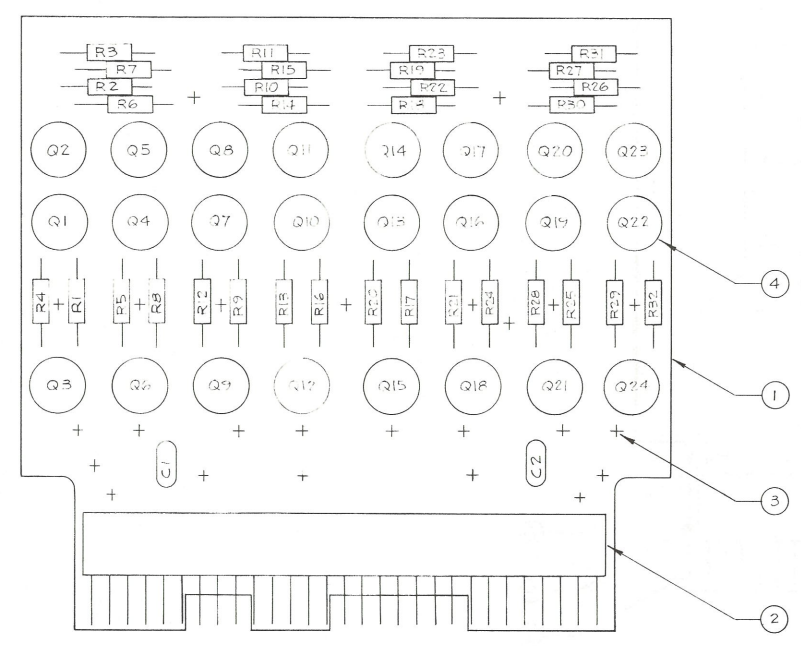 R3 R11 R23 R31
R7 R15 R19 R27
R2 R10 R22 R26
R6 R14 R18 R30
Q2 Q5 Q8 Q11 Q14 Q17 Q20 Q23
Q1 Q4 Q7 Q10 Q13 Q16 Q19 Q22
4
R4 R1 R5 R8 R12 R9 R13 R16 R20 R17 R21 R24 R28 R25 R29 R32
Q3 Q6 Q9 Q12 Q15 Q18 Q21 Q24
1
C1 C2
3
2